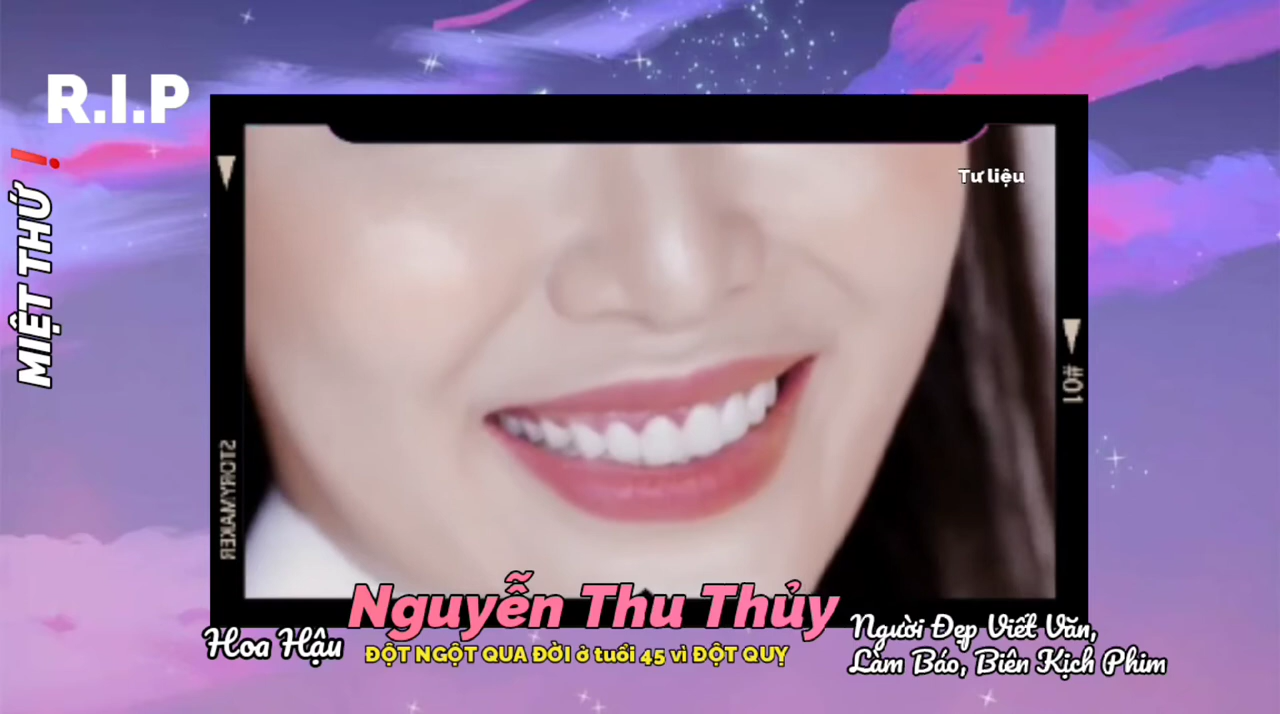 R.I.P
MIỆT THỨ❗
Tư liệu
#01
STORYMAKER
Nguyễn Thu Thủy
Hoa Hậu
ĐỘT NGỘT QUA ĐỜI ở tuổi 45 vì ĐỘT QUỴ
Người Đẹp Viết Văn,
Làm Báo, Biên Kịch Phim